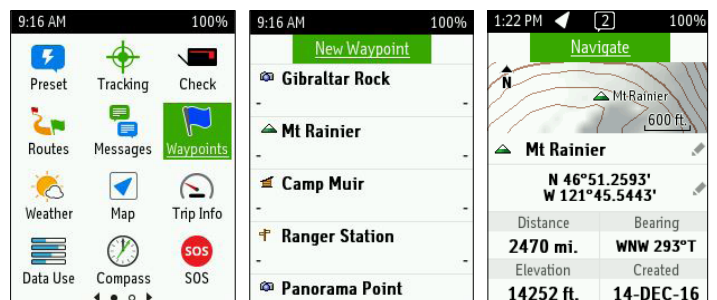 9:16 AM 100%
Preset Tracking Check
Routes Messages Waypoints
Weather Map Trip Info
SOS
Data Use Compass SOS
9:16 AM 100%
New Waypoint
Gibraltar Rock
- -
Mt Rainier
- -
Camp Muir
- -
Ranger Station
- -
Panorama Point
1:22 PM 2 100%
Navigate
N
Mt Rainier
600 ft.
Mt Rainier
N 46°51.2593'
W 121°45.5443'
Distance Bearing
2470 mi. WNW 293°T
Elevation Created
14252 ft. 14-DEC-16